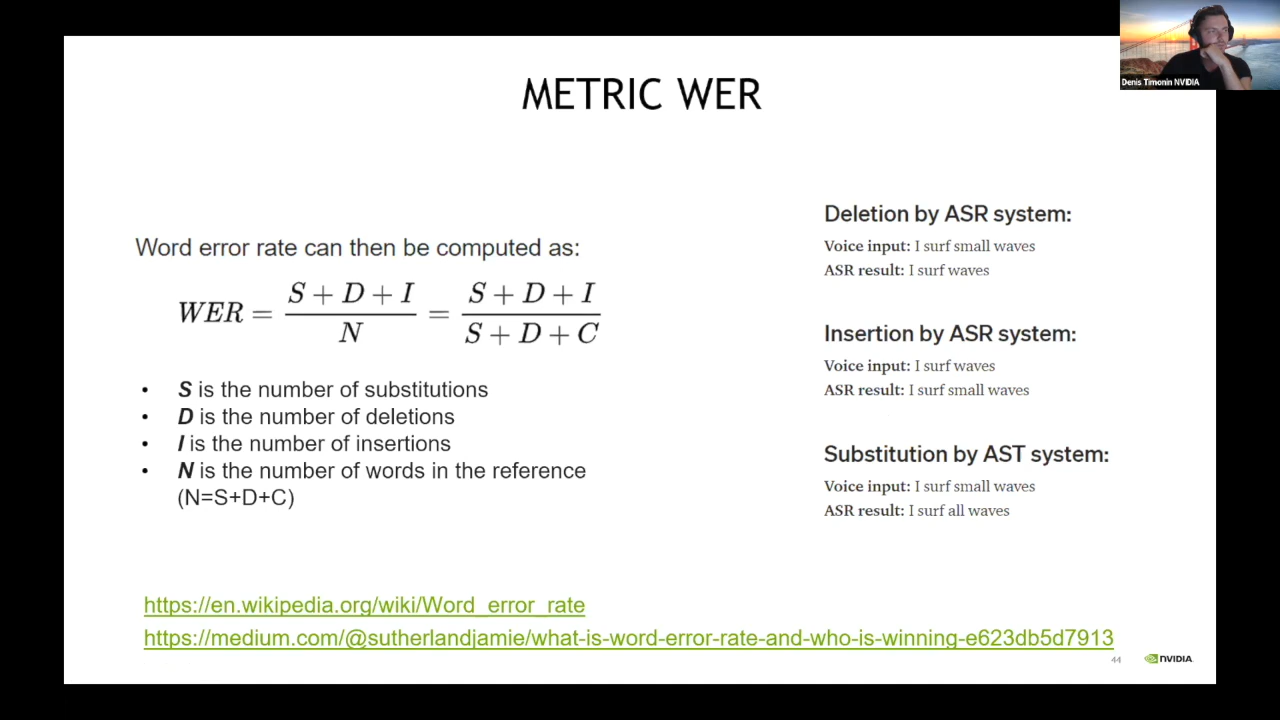 Denis Timonin NVIDIA
METRIC WER
Word error rate can then be computed as:
WER = (S + D + I) / N = (S + D + I) / (S + D + C)
• S is the number of substitutions
• D is the number of deletions
• I is the number of insertions
• N is the number of words in the reference
(N=S+D+C)
Deletion by ASR system:
Voice input: I surf small waves
ASR result: I surf waves
Insertion by ASR system:
Voice input: I surf waves
ASR result: I surf small waves
Substitution by AST system:
Voice input: I surf small waves
ASR result: I surf all waves
https://en.wikipedia.org/wiki/Word_error_rate
https://medium.com/@sutherlandjamie/what-is-word-error-rate-and-who-is-winning-e623db5d7913
44
NVIDIA